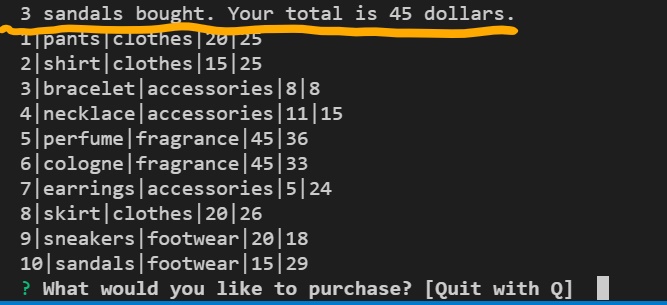 3 sandals bought. Your total is 45 dollars.
1|pants|clothes|20|25
2|shirt|clothes|15|25
3|bracelet|accessories|8|8
4|necklace|accessories|11|15
5|perfume|fragrance|45|36
6|cologne|fragrance|45|33
7|earrings|accessories|5|24
8|skirt|clothes|20|26
9|sneakers|footwear|20|18
10|sandals|footwear|15|29
? What would you like to purchase? [Quit with Q]